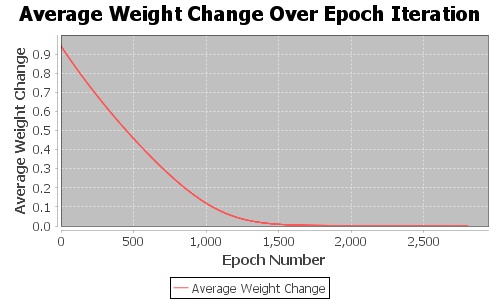 Average Weight Change Over Epoch Iteration
Average Weight Change
0.9
0.8
0.7
0.6
0.5
0.4
0.3
0.2
0.1
0.0
0 500 1,000 1,500 2,000 2,500
Epoch Number
Average Weight Change